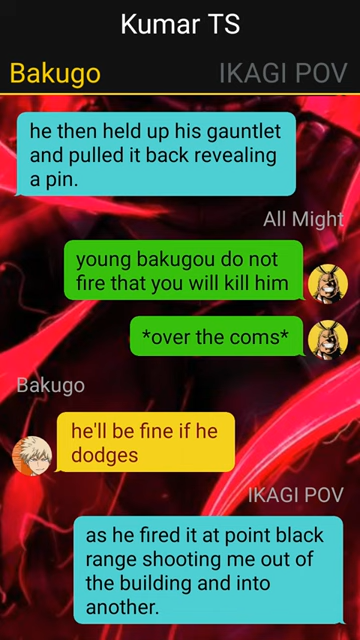 Kumar TS
Bakugo
IKAGI POV
he then held up his gauntlet
and pulled it back revealing
a pin.
All Might
young bakugou do not
fire that you will kill him
*over the coms*
Bakugo
he'll be fine if he
dodges
IKAGI POV
as he fired it at point black
range shooting me out of
the building and into
another.